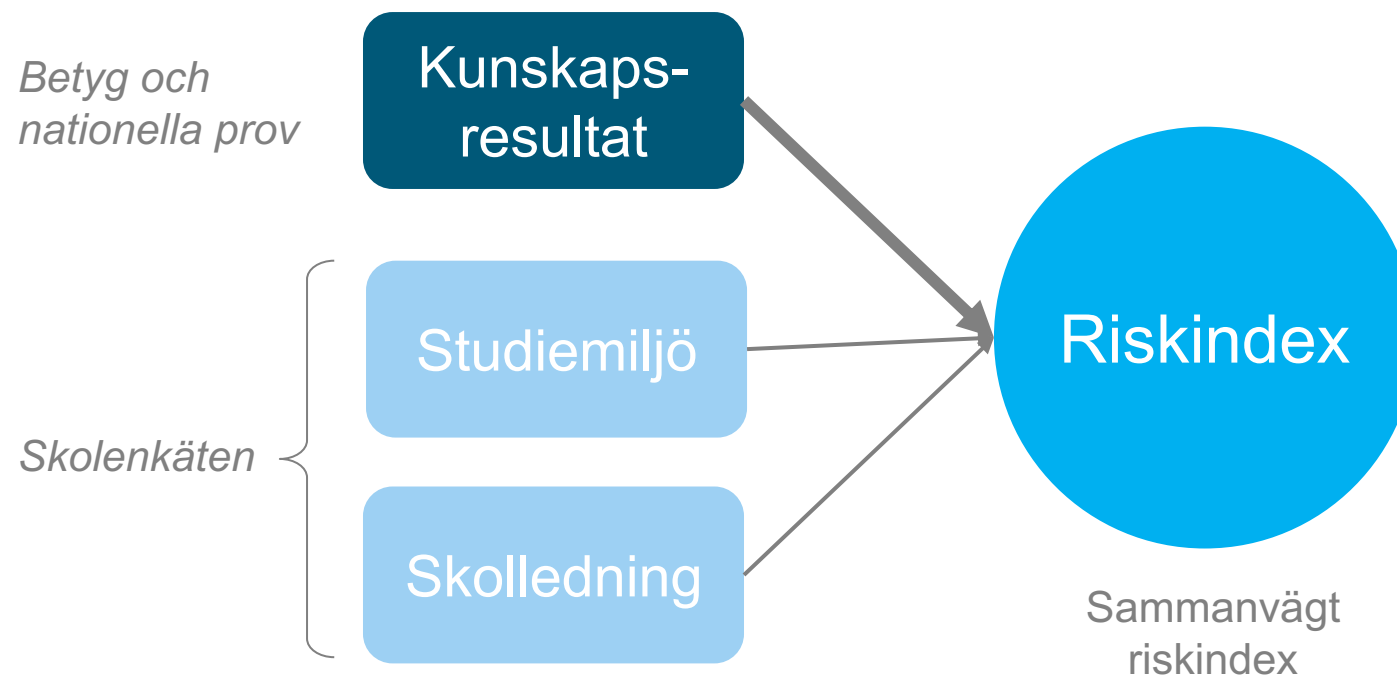 Betyg och
nationella prov
Kunskaps-
resultat
Studiemiljö
Skolenkäten
Skolledning
Riskindex
Sammanvägt
riskindex